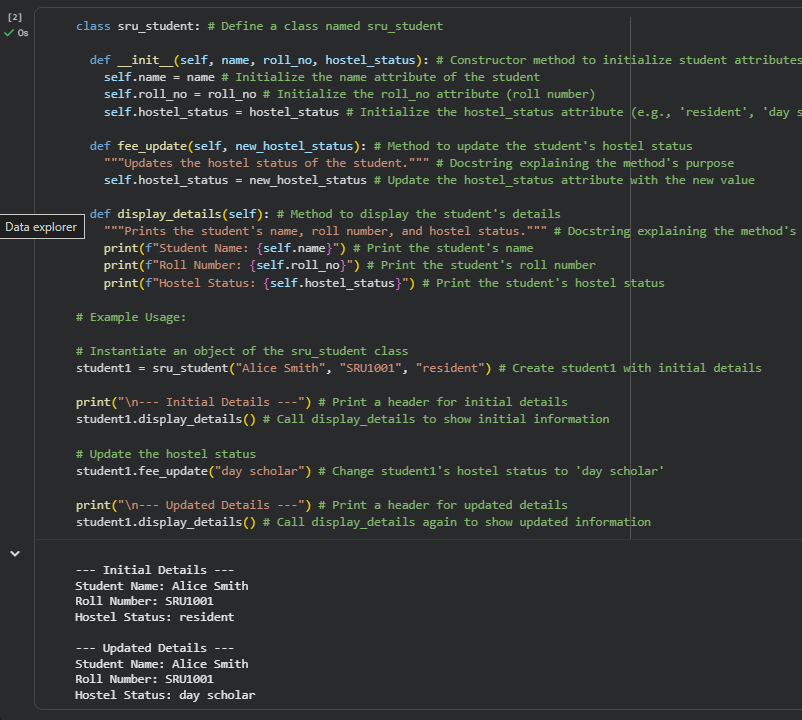 [2]
0s
class sru_student: # Define a class named sru_student
def __init__(self, name, roll_no, hostel_status): # Constructor method to initialize student attributes
self.name = name # Initialize the name attribute of the student
self.roll_no = roll_no # Initialize the roll_no attribute (roll number)
self.hostel_status = hostel_status # Initialize the hostel_status attribute (e.g., 'resident', 'day s
def fee_update(self, new_hostel_status): # Method to update the student's hostel status
"""Updates the hostel status of the student.""" # Docstring explaining the method's purpose
self.hostel_status = new_hostel_status # Update the hostel_status attribute with the new value
def display_details(self): # Method to display the student's details
Data explorer
"""Prints the student's name, roll number, and hostel status.""" # Docstring explaining the method's
print(f"Student Name: {self.name}") # Print the student's name
print(f"Roll Number: {self.roll_no}") # Print the student's roll number
print(f"Hostel Status: {self.hostel_status}") # Print the student's hostel status
# Example Usage:
# Instantiate an object of the sru_student class
student1 = sru_student("Alice Smith", "SRU1001", "resident") # Create student1 with initial details
print("\n--- Initial Details ---") # Print a header for initial details
student1.display_details() # Call display_details to show initial information
# Update the hostel status
student1.fee_update("day scholar") # Change student1's hostel status to 'day scholar'
print("\n--- Updated Details ---") # Print a header for updated details
student1.display_details() # Call display_details again to show updated information
--- Initial Details ---
Student Name: Alice Smith
Roll Number: SRU1001
Hostel Status: resident
--- Updated Details ---
Student Name: Alice Smith
Roll Number: SRU1001
Hostel Status: day scholar